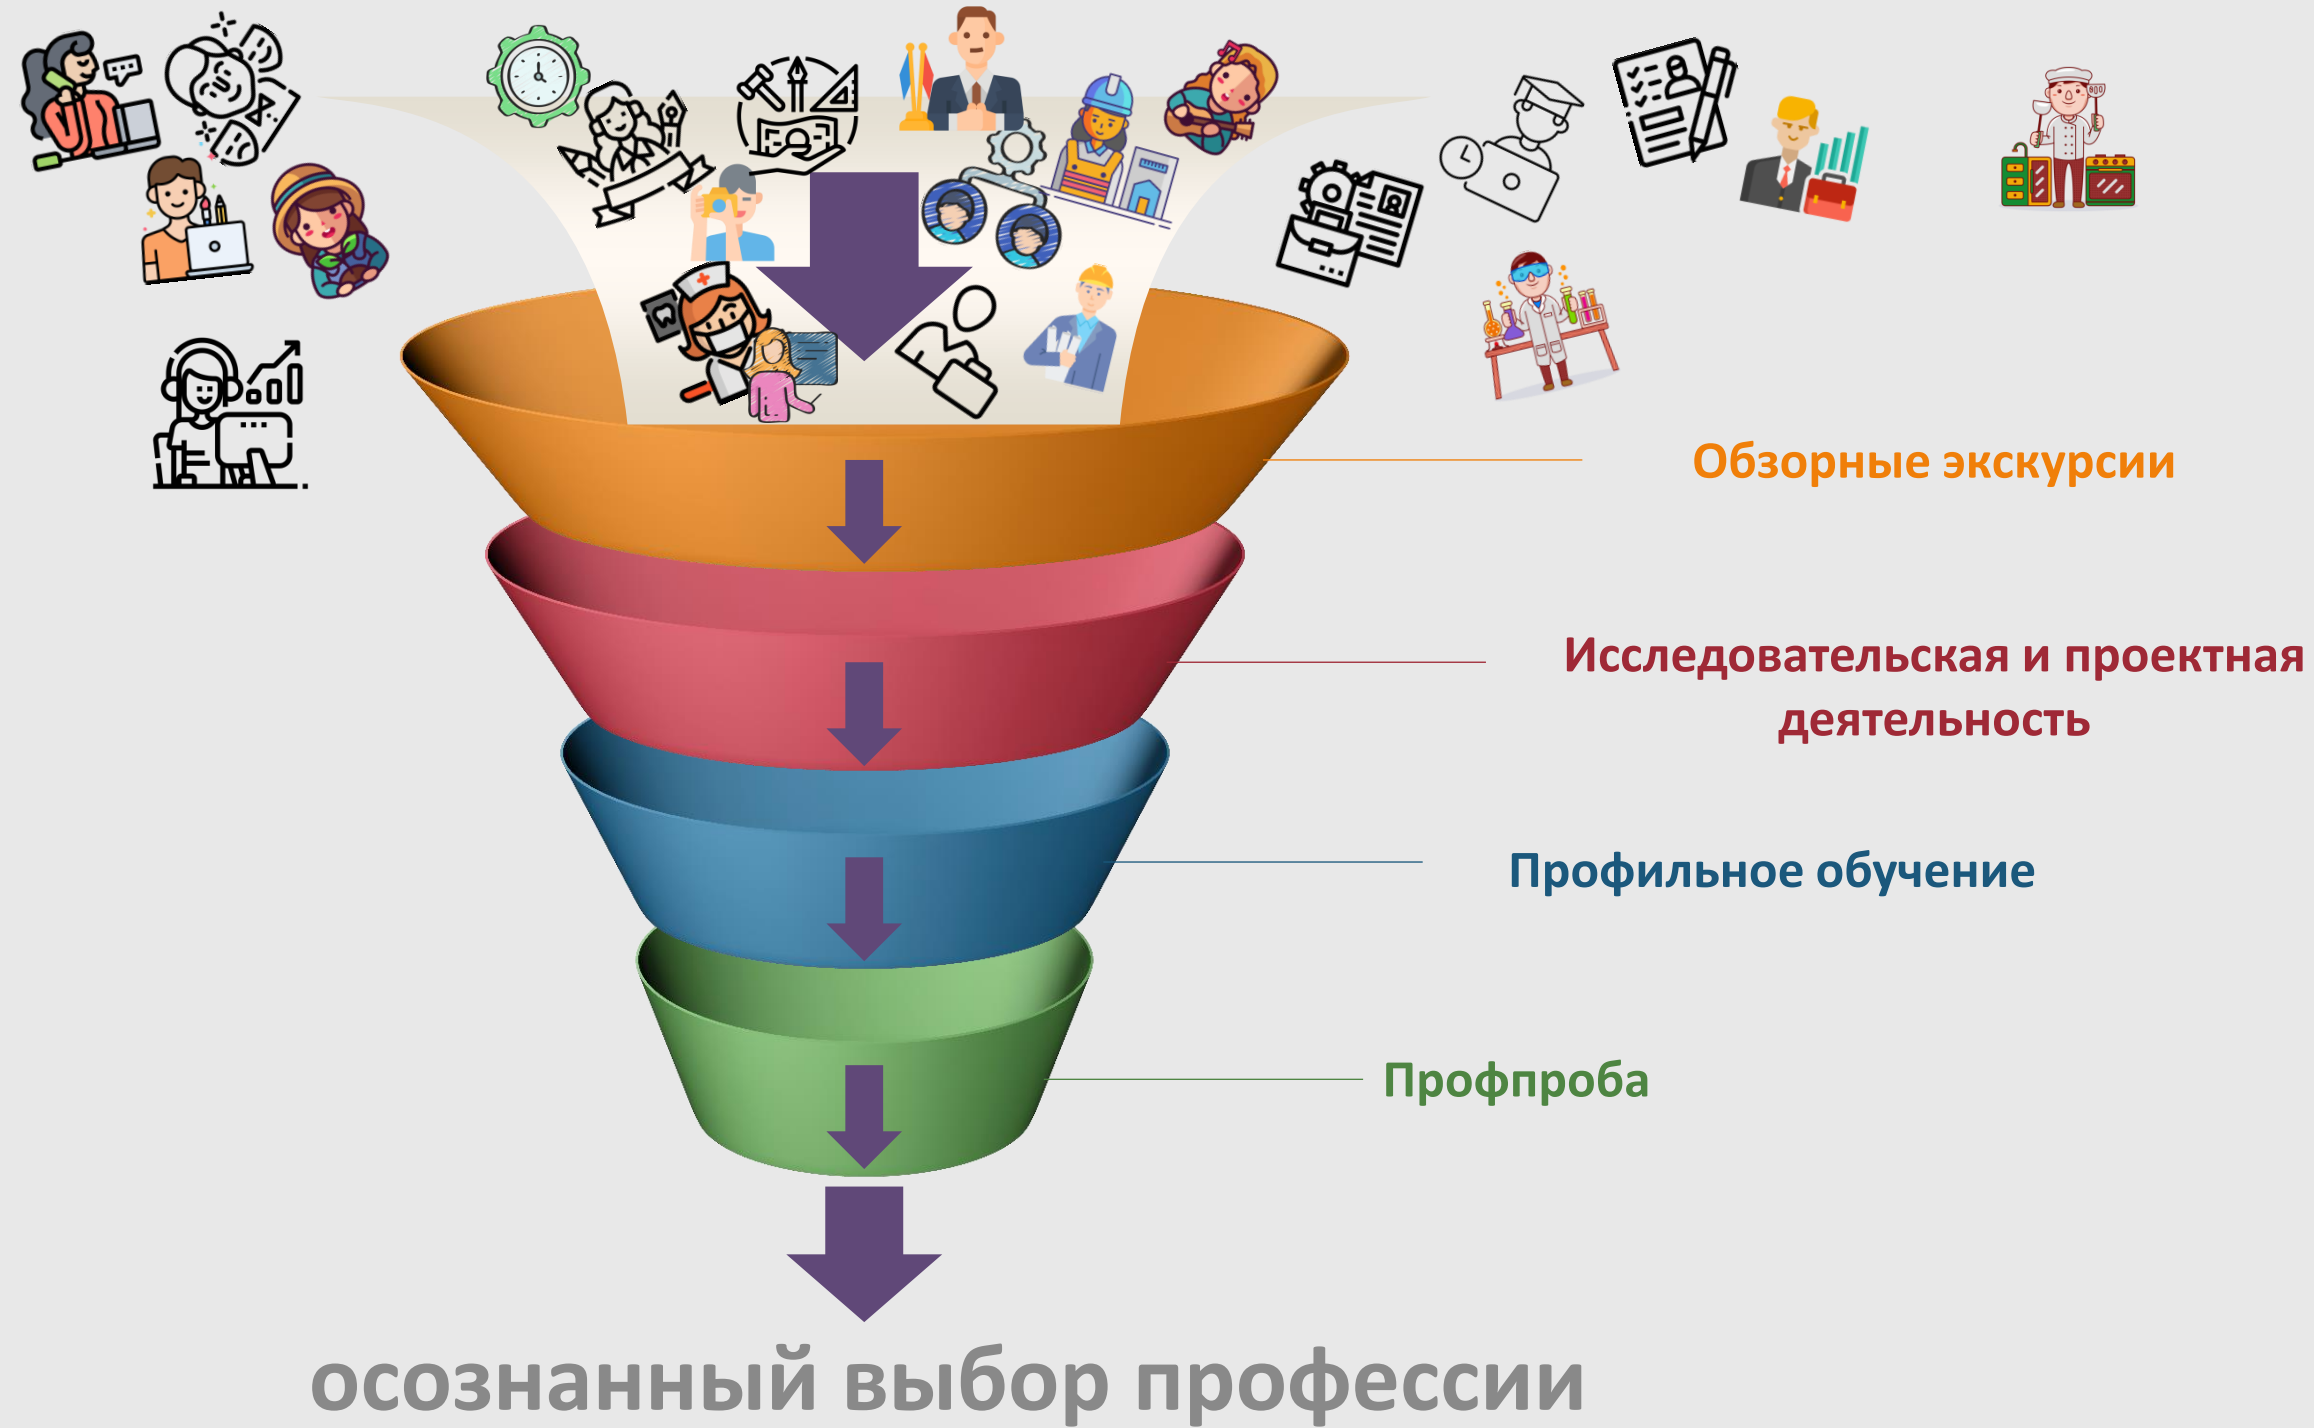 Обзорные экскурсии
Исследовательская и проектная
деятельность
Профильное обучение
Профпроба
осознанный выбор профессии